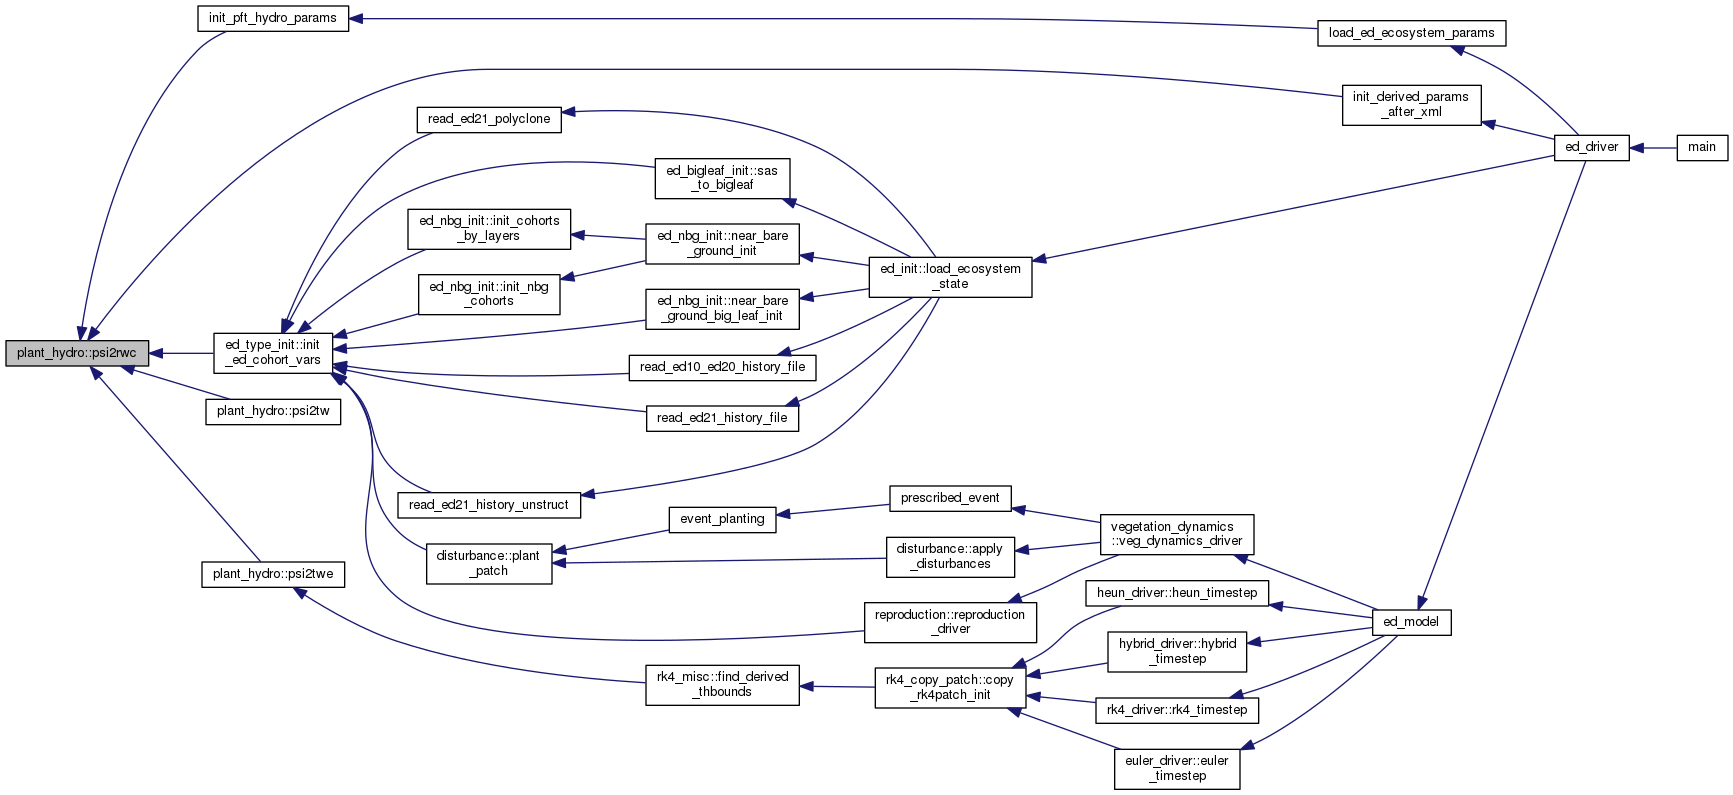 init_pft_hydro_params
load_ed_ecosystem_params
init_derived_params
_after_xml
read_ed21_polyclone
ed_driver
main
ed_bigleaf_init::sas
_to_bigleaf
ed_nbg_init::init_cohorts
_by_layers
ed_nbg_init::near_bare
_ground_init
ed_init::load_ecosystem
_state
ed_nbg_init::init_nbg
_cohorts
ed_nbg_init::near_bare
_ground_big_leaf_init
plant_hydro::psi2rwc
ed_type_init::init
_ed_cohort_vars
read_ed10_ed20_history_file
plant_hydro::psi2tw
read_ed21_history_file
read_ed21_history_unstruct
prescribed_event
event_planting
vegetation_dynamics
::veg_dynamics_driver
disturbance::plant
_patch
disturbance::apply
_disturbances
plant_hydro::psi2twe
heun_driver::heun_timestep
reproduction::reproduction
_driver
ed_model
hybrid_driver::hybrid
_timestep
rk4_misc::find_derived
_thbounds
rk4_copy_patch::copy
_rk4patch_init
rk4_driver::rk4_timestep
euler_driver::euler
_timestep